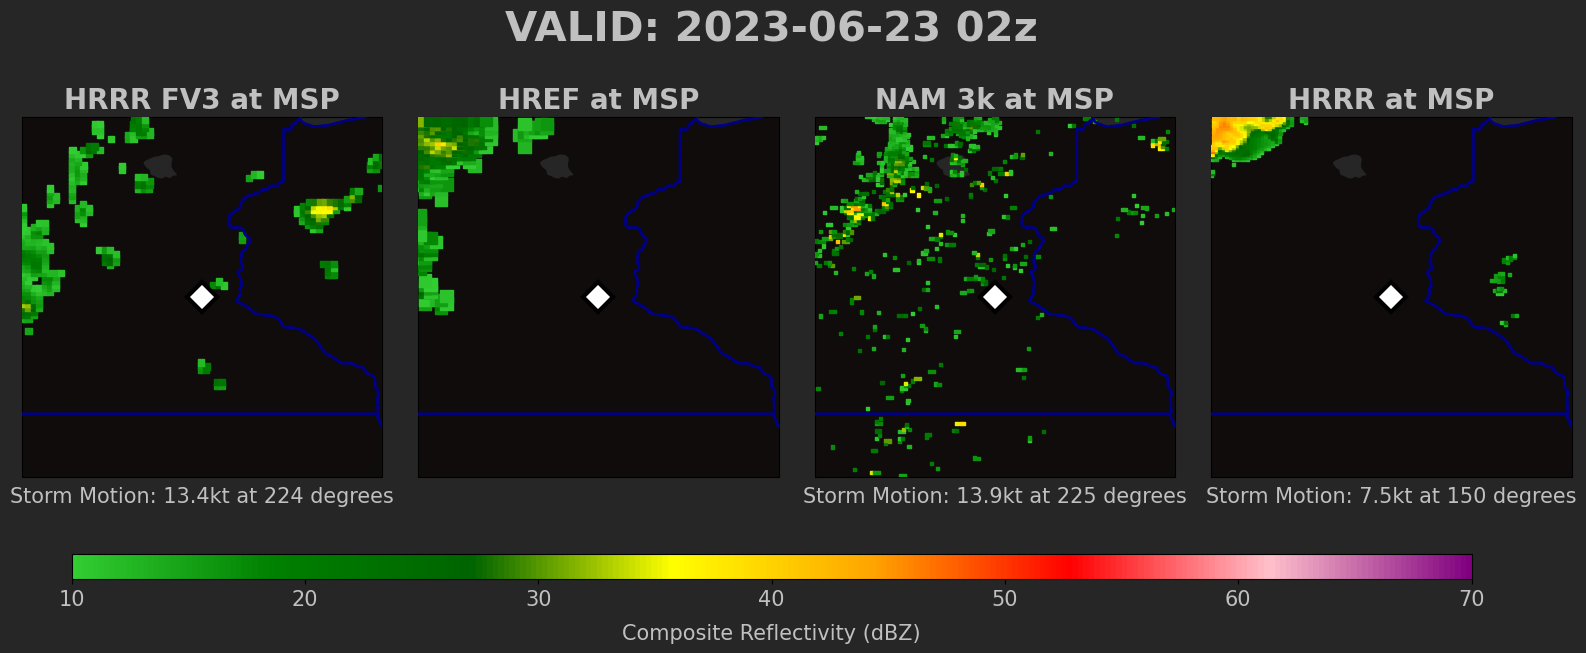 VALID: 2023-06-23 02z
HRRR FV3 at MSP
HREF at MSP
NAM 3k at MSP
HRRR at MSP
Storm Motion: 13.4kt at 224 degrees
Storm Motion: 13.9kt at 225 degrees
Storm Motion: 7.5kt at 150 degrees
10 20 30 40 50 60 70
Composite Reflectivity (dBZ)